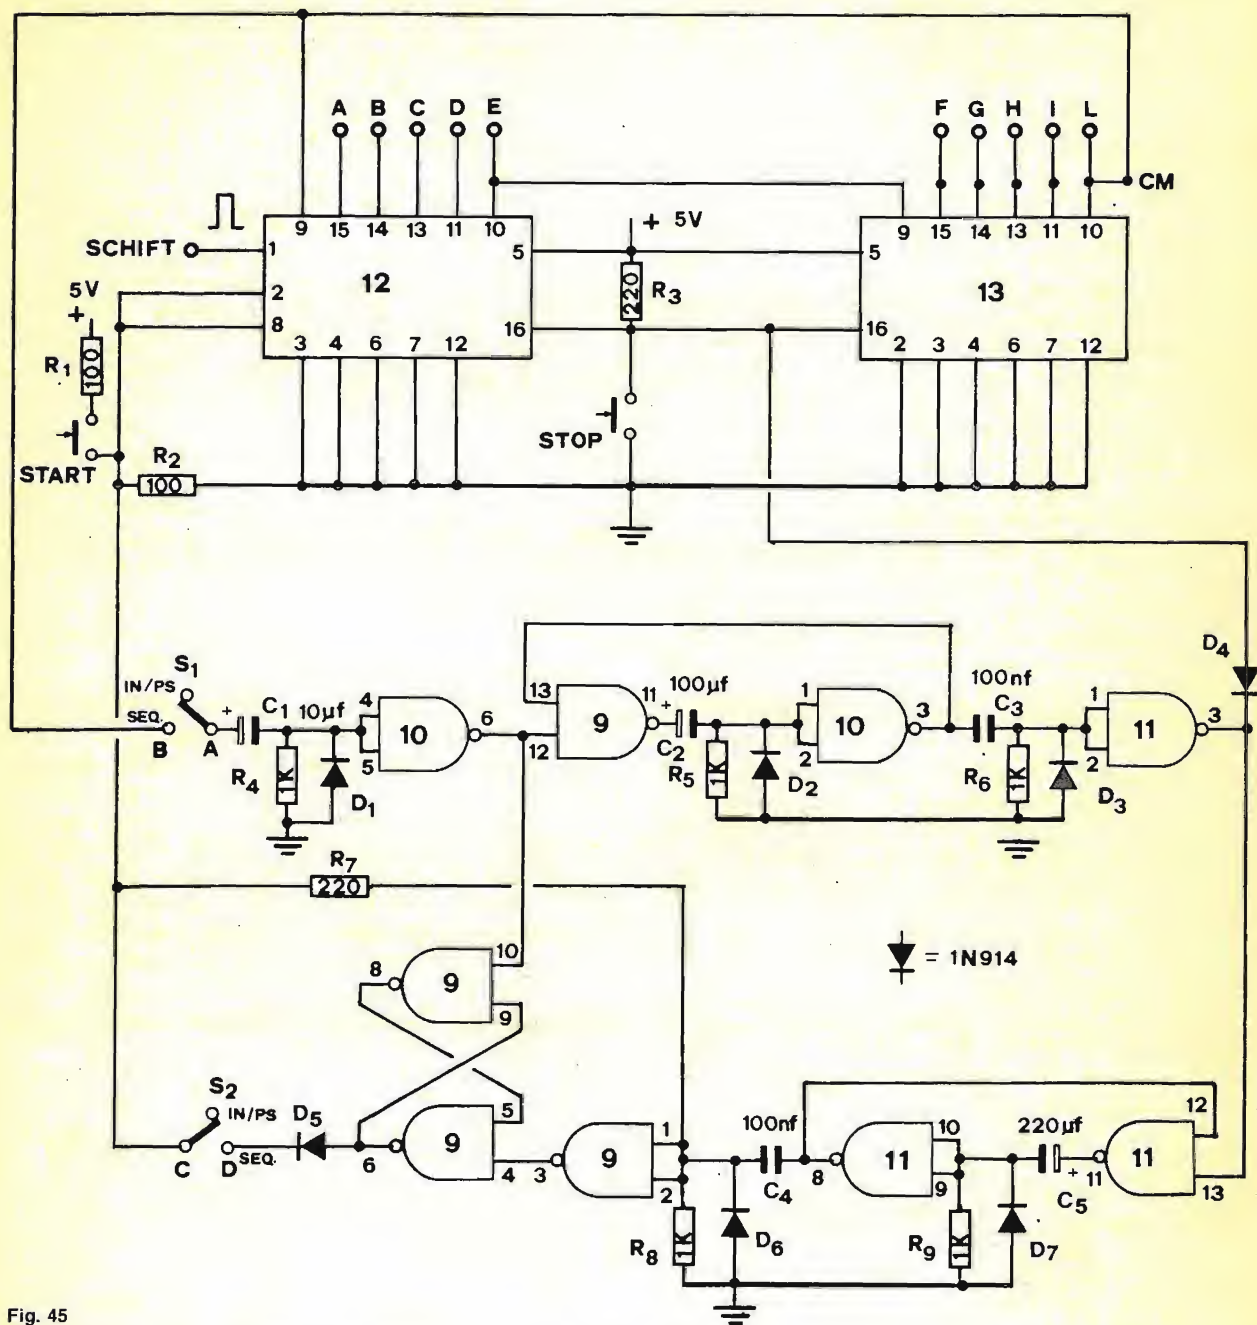 A B C D E F G H I L
CM
+ 5V
SCHIFT
9 15 14 13 11 10
1
2
8
12
5
16
3 4 6 7 12
220
R3
9 15 14 13 11 10
5
16
13
2 3 4 6 7 12
5V
+
R1
100
START
R2
100
STOP
S1
IN/PS
SEQ.
B
A
+
C1
10µf
R4
1K
D1
4
5
10
6
13
12
9
11
100µf
+
C2
R5
1K
D2
1
2
10
3
100nf
C3
R6
1K
D3
1
2
11
3
D4
R7
220
8
9
10
9
= 1N914
S2
IN/PS
C
D
SEQ.
D5
6
9
5
4
3
9
1
2
R8
1K
D6
100nf
C4
8
11
10
9
R9
1K
D7
220µf
C5
+
11
11
12
13
Fig. 45